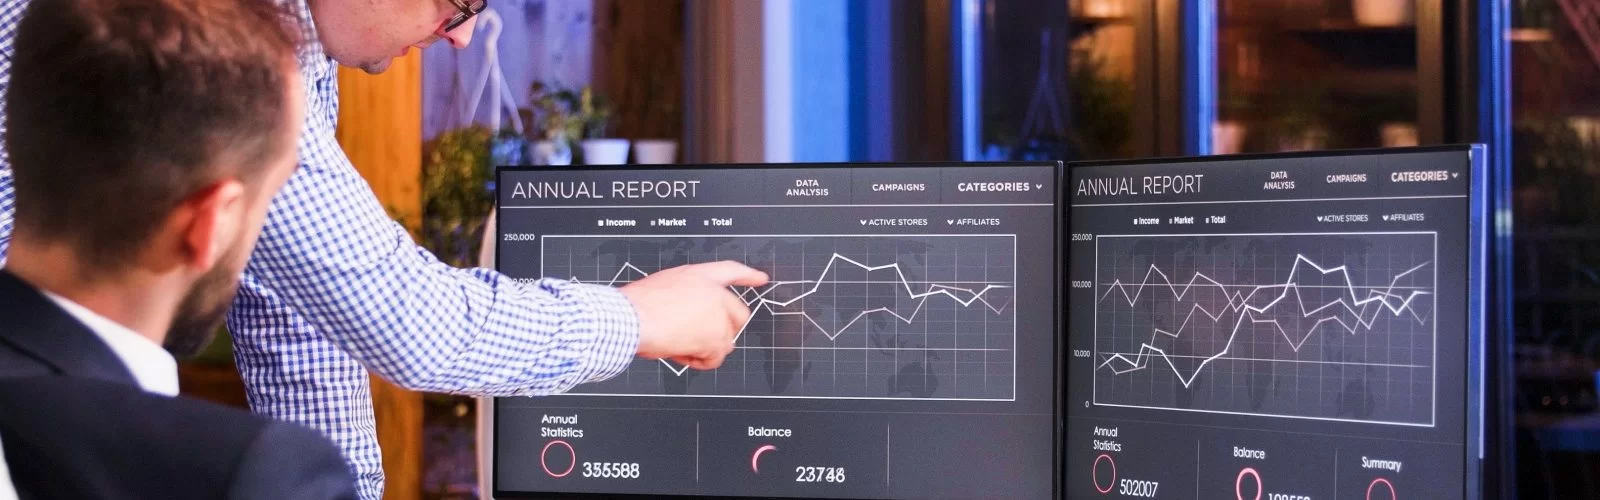 ANNUAL REPORT
DATA
ANALYSIS
CAMPAIGNS
CATEGORIES
Income Market Total
ACTIVE STORES AFFILIATES
250,000
Annual
Statistics
Balance
ANNUAL REPORT
DATA
ANALYSIS
CAMPAIGNS
CATEGORIES
Income Market Total
ACTIVE STORES AFFILIATES
250,000
100,000
10,000
0
Annual
Statistics
502007
Balance
Summary